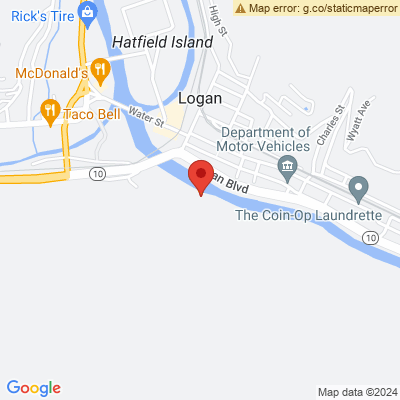 Map error: g.co/staticmaperror
Rick's Tire
High St
Hatfield Island
McDonald's
Logan
Charles St
Wyatt Ave
Taco Bell
Water St
Department of
Motor Vehicles
10
an Blvd
The Coin-Op Laundrette
10
Google
Map data ©2024